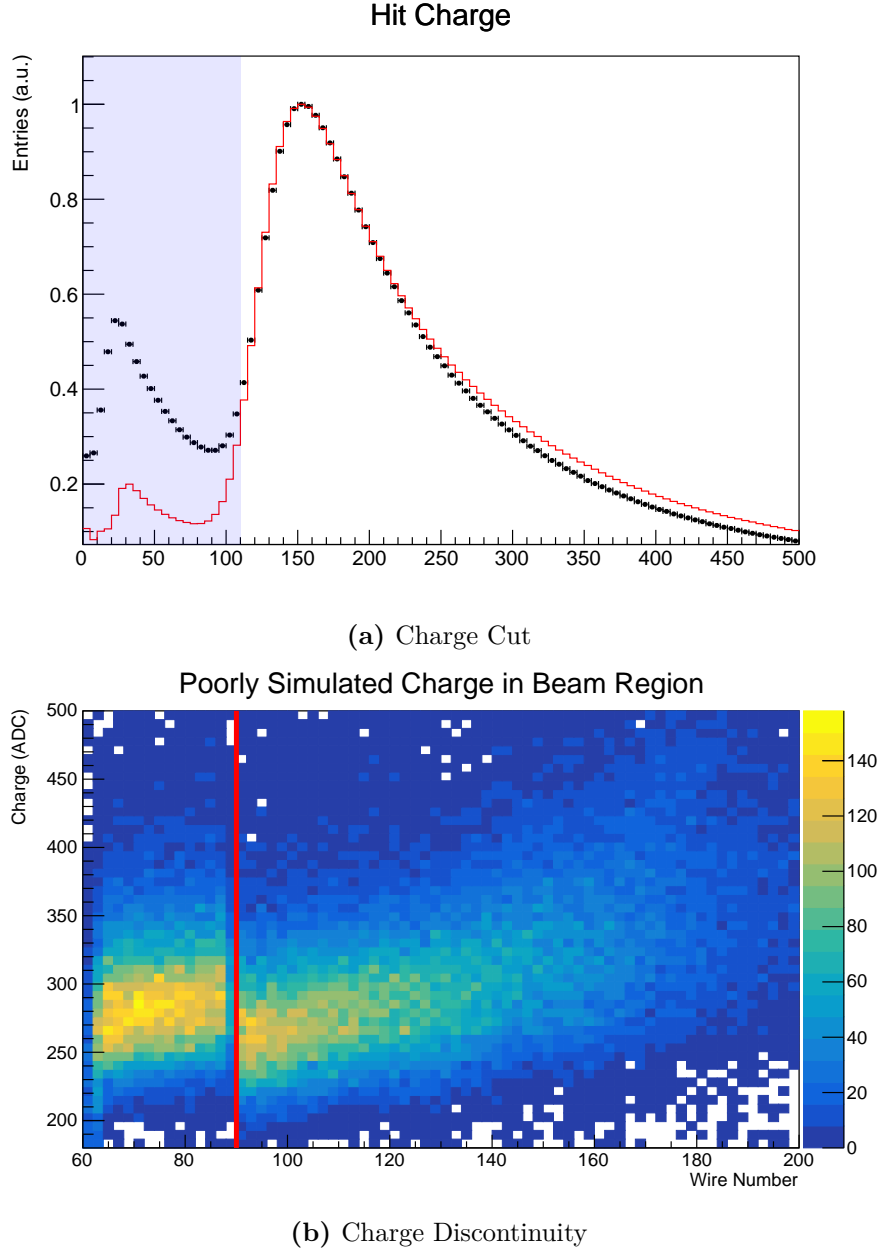 Hit Charge
Entries (a.u.)
1
0.8
0.6
0.4
0.2
0 50 100 150 200 250 300 350 400 450 500
(a) Charge Cut
Poorly Simulated Charge in Beam Region
Charge (ADC)
500
450
400
350
300
250
200
140
120
100
80
60
40
20
0
60 80 100 120 140 160 180 200
Wire Number
(b) Charge Discontinuity